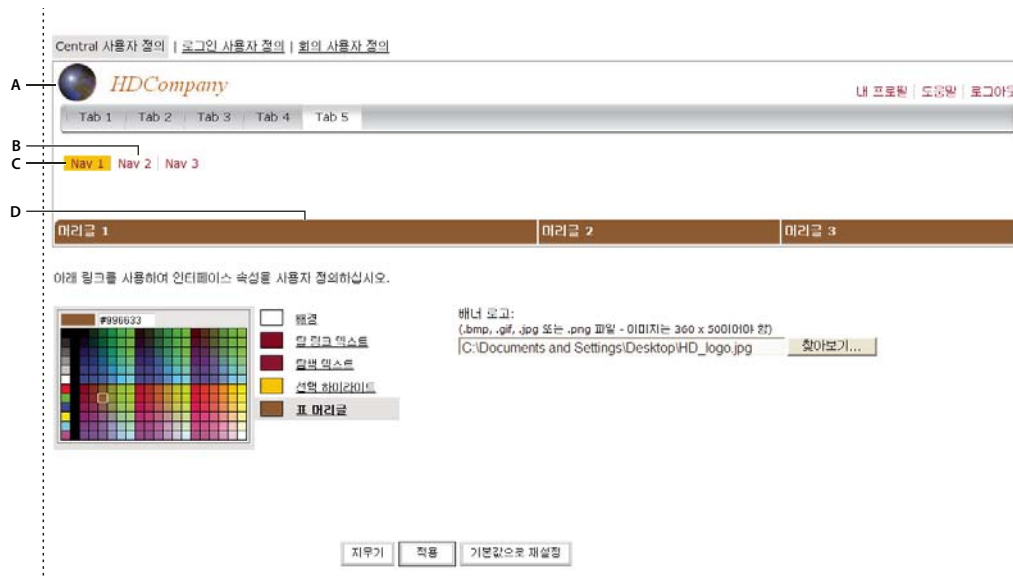 Central 사용자 정의 | 로그인 사용자 정의 | 회의 사용자 정의
A
HDCompany
내 프로필 | 도움말 | 로그아웃
Tab 1 Tab 2 Tab 3 Tab 4 Tab 5
B
C
Nav 1 Nav 2 Nav 3
D
머리글 1 머리글 2 머리글 3
아래 링크를 사용하여 인터페이스 속성을 사용자 정의하십시오.
#996633
배경
탭 링크 텍스트
탐색 텍스트
선택 하이라이트
표 머리글
배너 로고:
(.bmp, .gif, .jpg 또는 .png 파일 - 이미지는 360 x 50이어야 함)
C:\Documents and Settings\Desktop\HD_logo.jpg 찾아보기...
지우기 적용 기본값으로 재설정